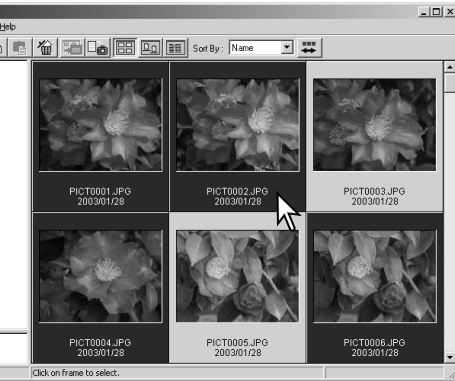 Help
Sort By : Name
PICT0001.JPG
2003/01/28
PICT0002.JPG
2003/01/28
PICT0003.JPG
2003/01/28
PICT0004.JPG
2003/01/28
PICT0005.JPG
2003/01/28
PICT0006.JPG
2003/01/28
Click on frame to select.